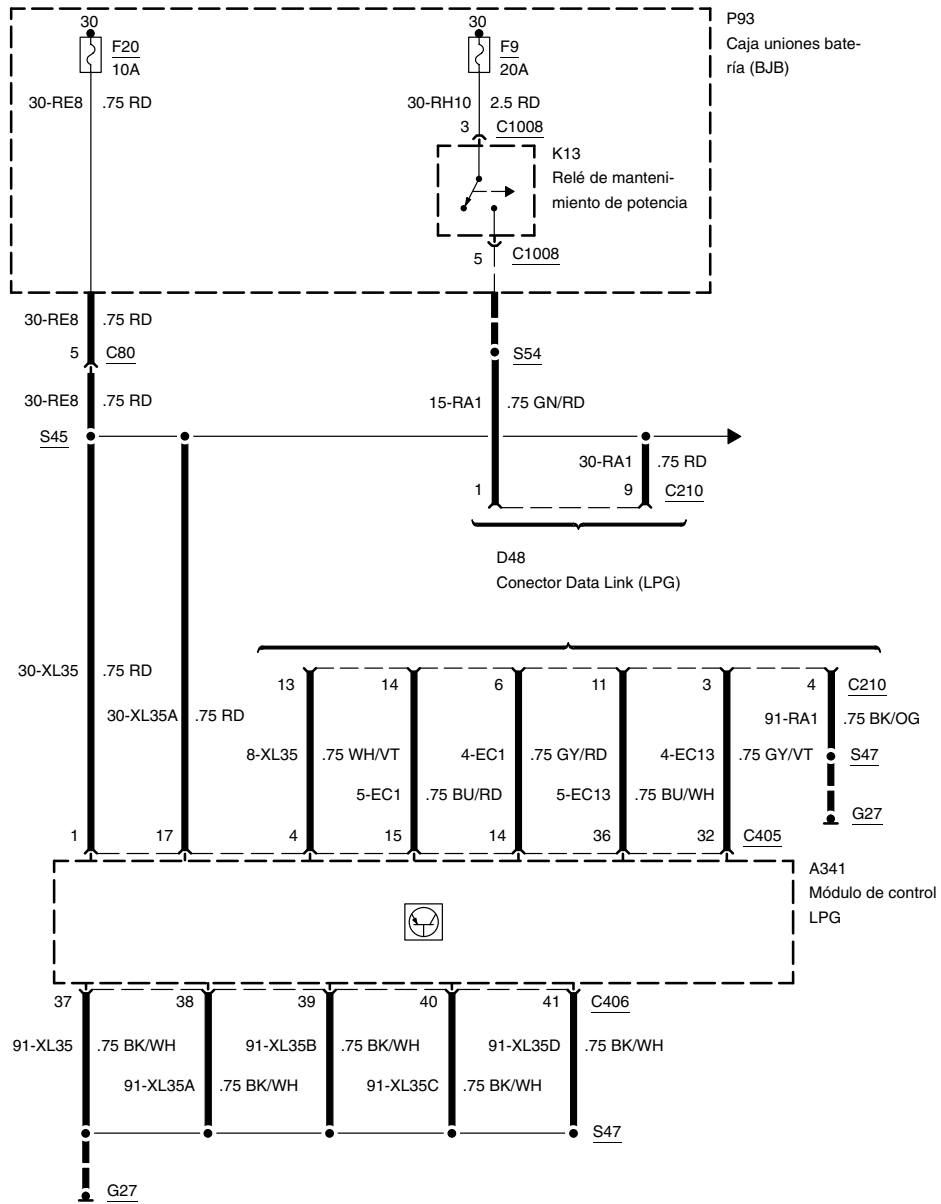 30 30 P93
F20 F9 Caja uniones bate-
10A 20A ría (BJB)
30-RE8 .75 RD 30-RH10 2.5 RD
3 C1008
K13
Relé de manteni-
miento de potencia
5 C1008
30-RE8 .75 RD
5 C80 S54
30-RE8 .75 RD 15-RA1 .75 GN/RD
S45
30-RA1 .75 RD
1 9 C210
D48
Conector Data Link (LPG)
30-XL35 .75 RD
13 14 6 11 3 4 C210
30-XL35A .75 RD 91-RA1 .75 BK/OG
8-XL35 .75 WH/VT 4-EC1 .75 GY/RD 4-EC13 .75 GY/VT S47
5-EC1 .75 BU/RD 5-EC13 .75 BU/WH
G27
1 17 4 15 14 36 32 C405
A341
Módulo de control
LPG
37 38 39 40 41 C406
91-XL35 .75 BK/WH 91-XL35B .75 BK/WH 91-XL35D .75 BK/WH
91-XL35A .75 BK/WH 91-XL35C .75 BK/WH
S47
G27